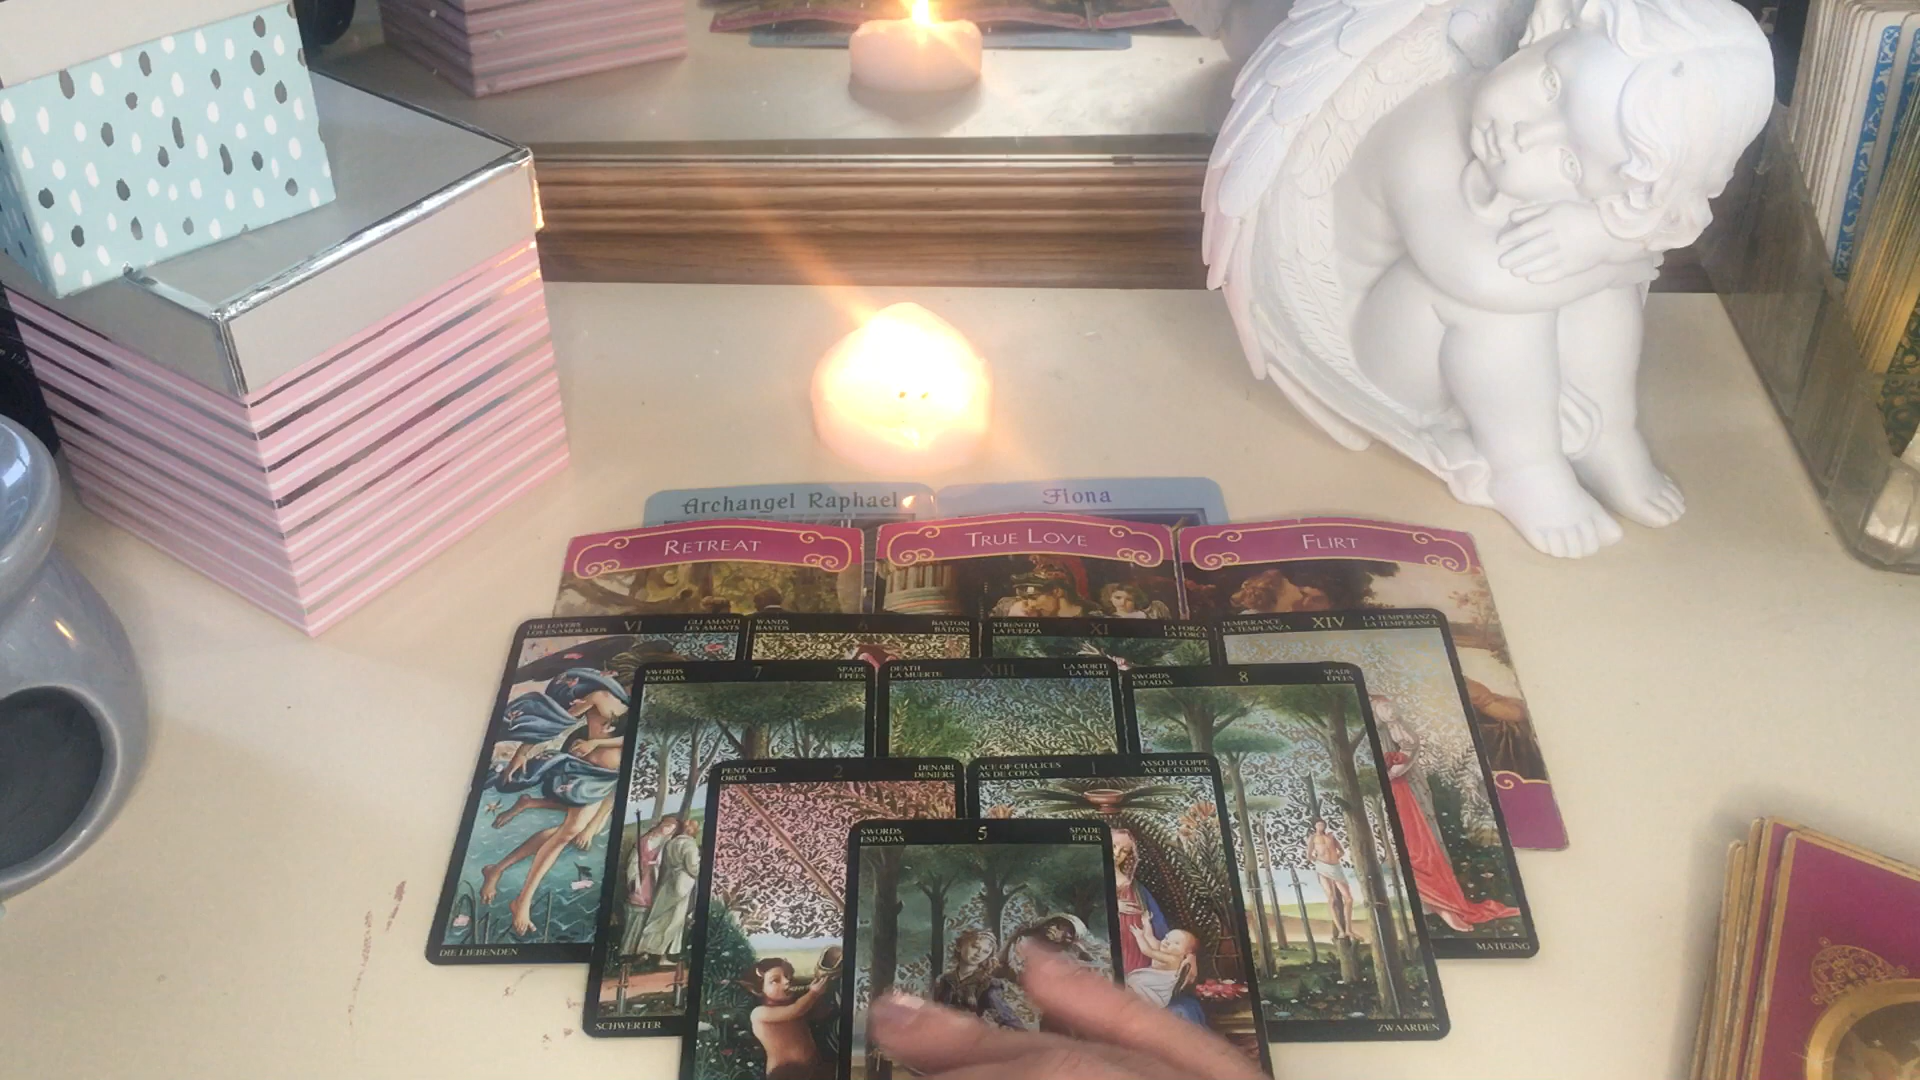 Archangel Raphael
Fiona
RETREAT
TRUE LOVE
FLIRT
THE LOVERS
LOS ENAMORADOS
VI
GLI AMANTI
LES AMANTS
WANDS
BASTOS
6
BASTONI
BÂTONS
STRENGTH
LA FUERZA
XI
LA FORZA
LA FORCE
TEMPERANCE
LA TEMPLANZA
XIV
LA TEMPERANZA
LA TEMPERANCE
SWORDS
ESPADAS
7
SPADE
ÉPÉES
DEATH
LA MUERTE
XIII
LA MORTE
LA MORT
SWORDS
ESPADAS
8
SPADE
ÉPÉES
PENTACLES
OROS
2
DENARI
DENIERS
ACE OF CHALICES
AS DE COPAS
1
ASSO DI COPPE
AS DE COUPES
SWORDS
ESPADAS
5
SPADE
ÉPÉES
DIE LIEBENDEN
MATIGING
SCHWERTER
ZWAARDEN